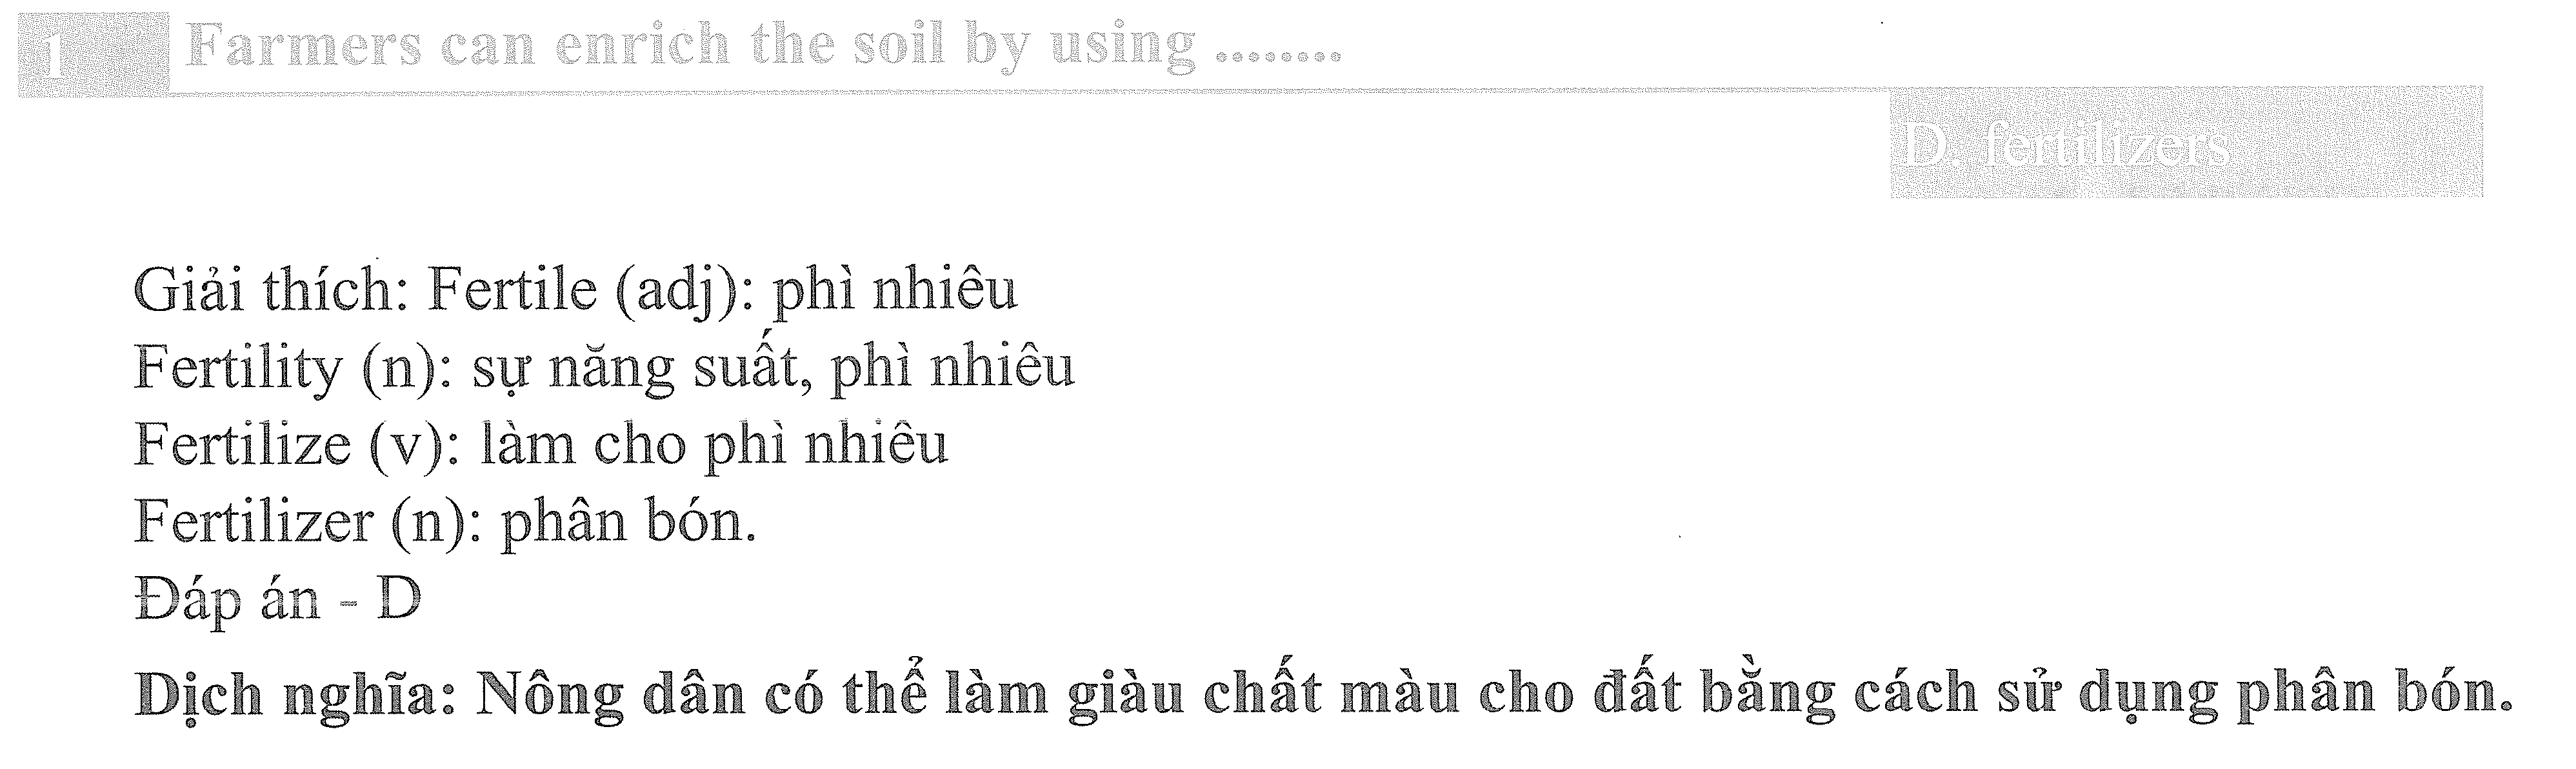 1 Farmers can enrich the soil by using ........
D. fertilizers
Giải thích: Fertile (adj): phì nhiêu
Fertility (n): sự năng suất, phì nhiêu
Fertilize (v): làm cho phì nhiêu
Fertilizer (n): phân bón.
Đáp án - D
Dịch nghĩa: Nông dân có thể làm giàu chất màu cho đất bằng cách sử dụng phân bón.